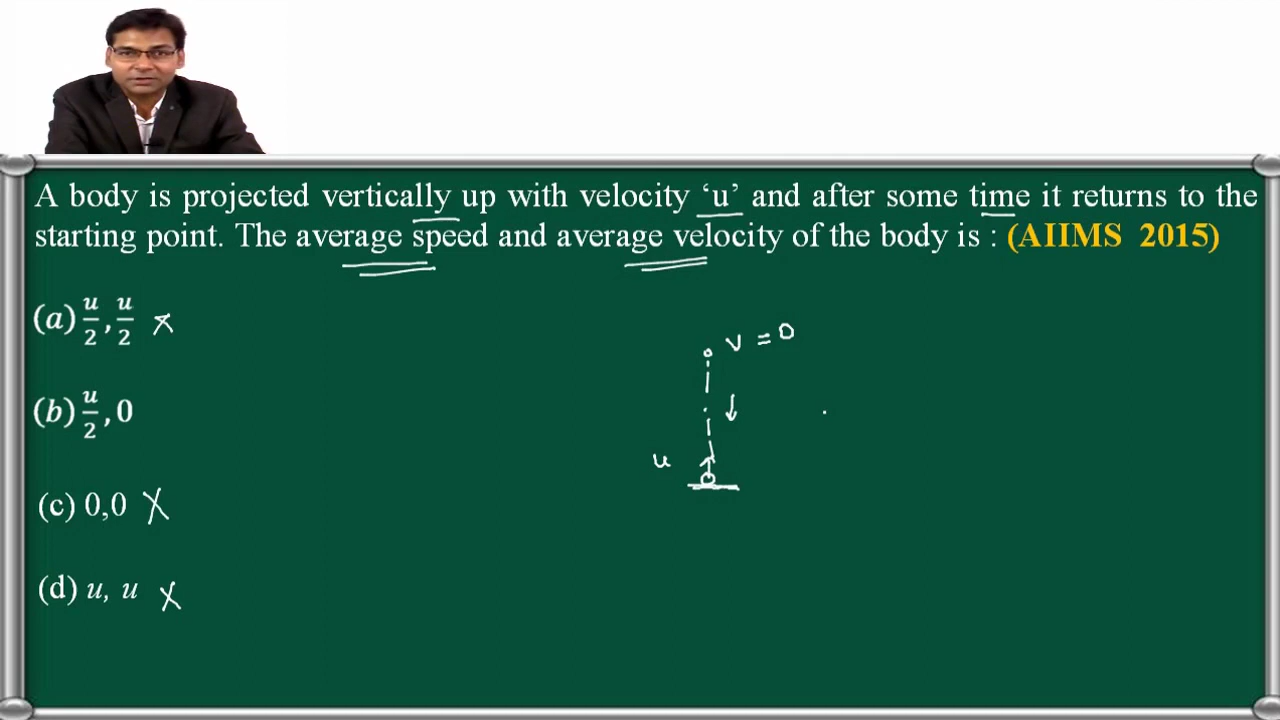 A body is projected vertically up with velocity ‘u’ and after some time it returns to the
starting point. The average speed and average velocity of the body is : (AIIMS 2015)
(a) u/2, u/2 ×
(b) u/2, 0
(c) 0,0 ×
(d) u, u ×
v = 0
u